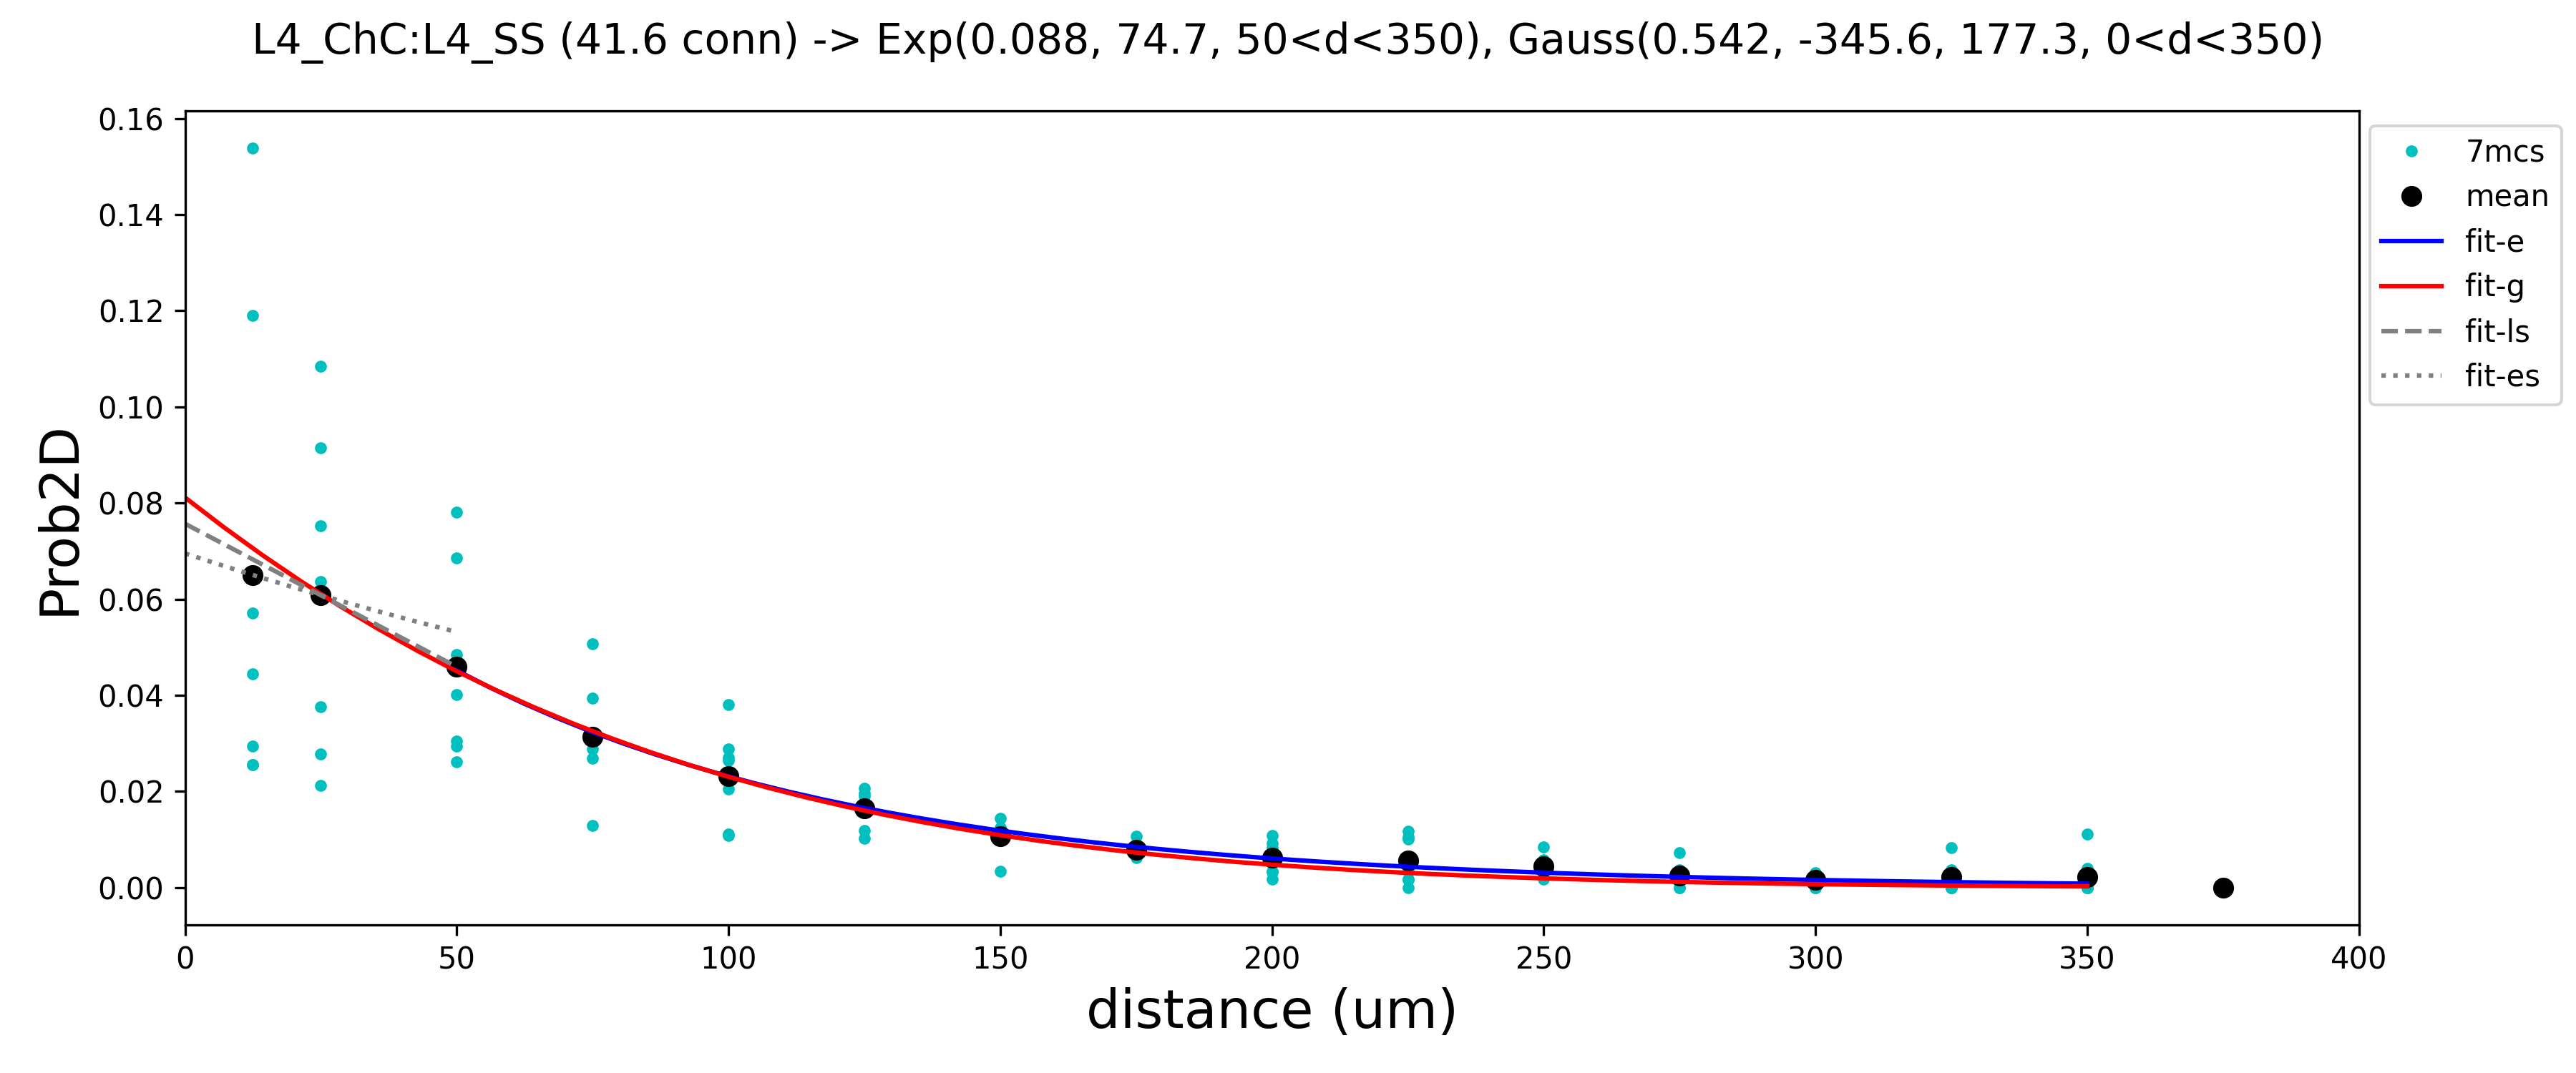 L4_ChC:L4_SS (41.6 conn) -> Exp(0.088, 74.7, 50<d<350), Gauss(0.542, -345.6, 177.3, 0<d<350)
0.16
0.14
0.12
0.10
0.08
0.06
0.04
0.02
0.00
Prob2D
0 50 100 150 200 250 300 350 400
distance (um)
7mcs
mean
fit-e
fit-g
fit-ls
fit-es